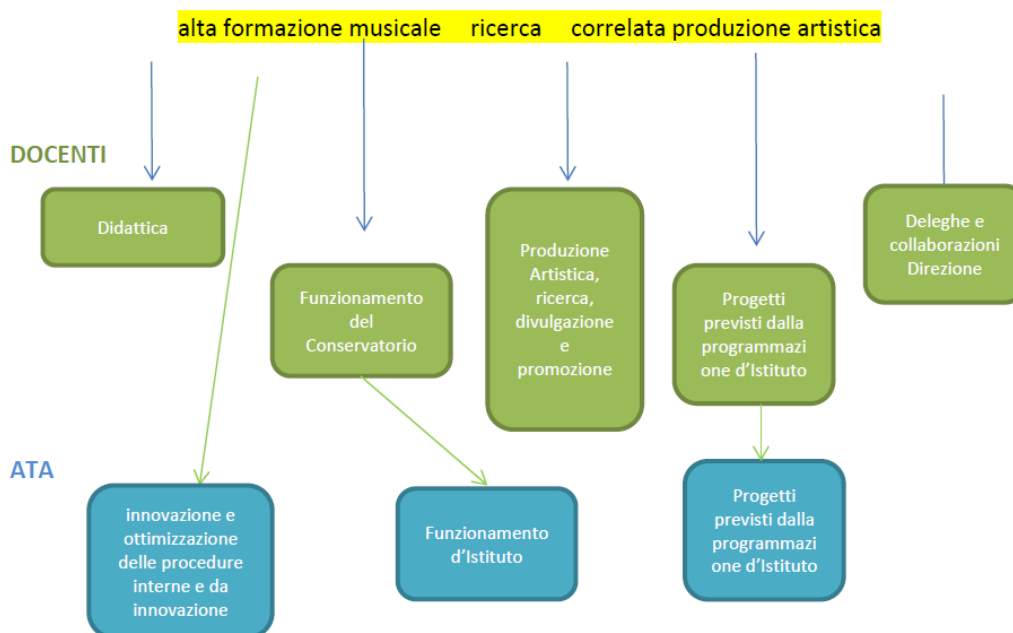 alta formazione musicale ricerca correlata produzione artistica
DOCENTI
Didattica
Funzionamento
del
Conservatorio
Produzione
Artistica,
ricerca,
divulgazione
e
promozione
Progetti
previsti dalla
programmazi
one d’Istituto
Deleghe e
collaborazioni
Direzione
ATA
innovazione e
ottimizzazione
delle procedure
interne e da
innovazione
Funzionamento
d’Istituto
Progetti
previsti dalla
programmazi
one d’Istituto